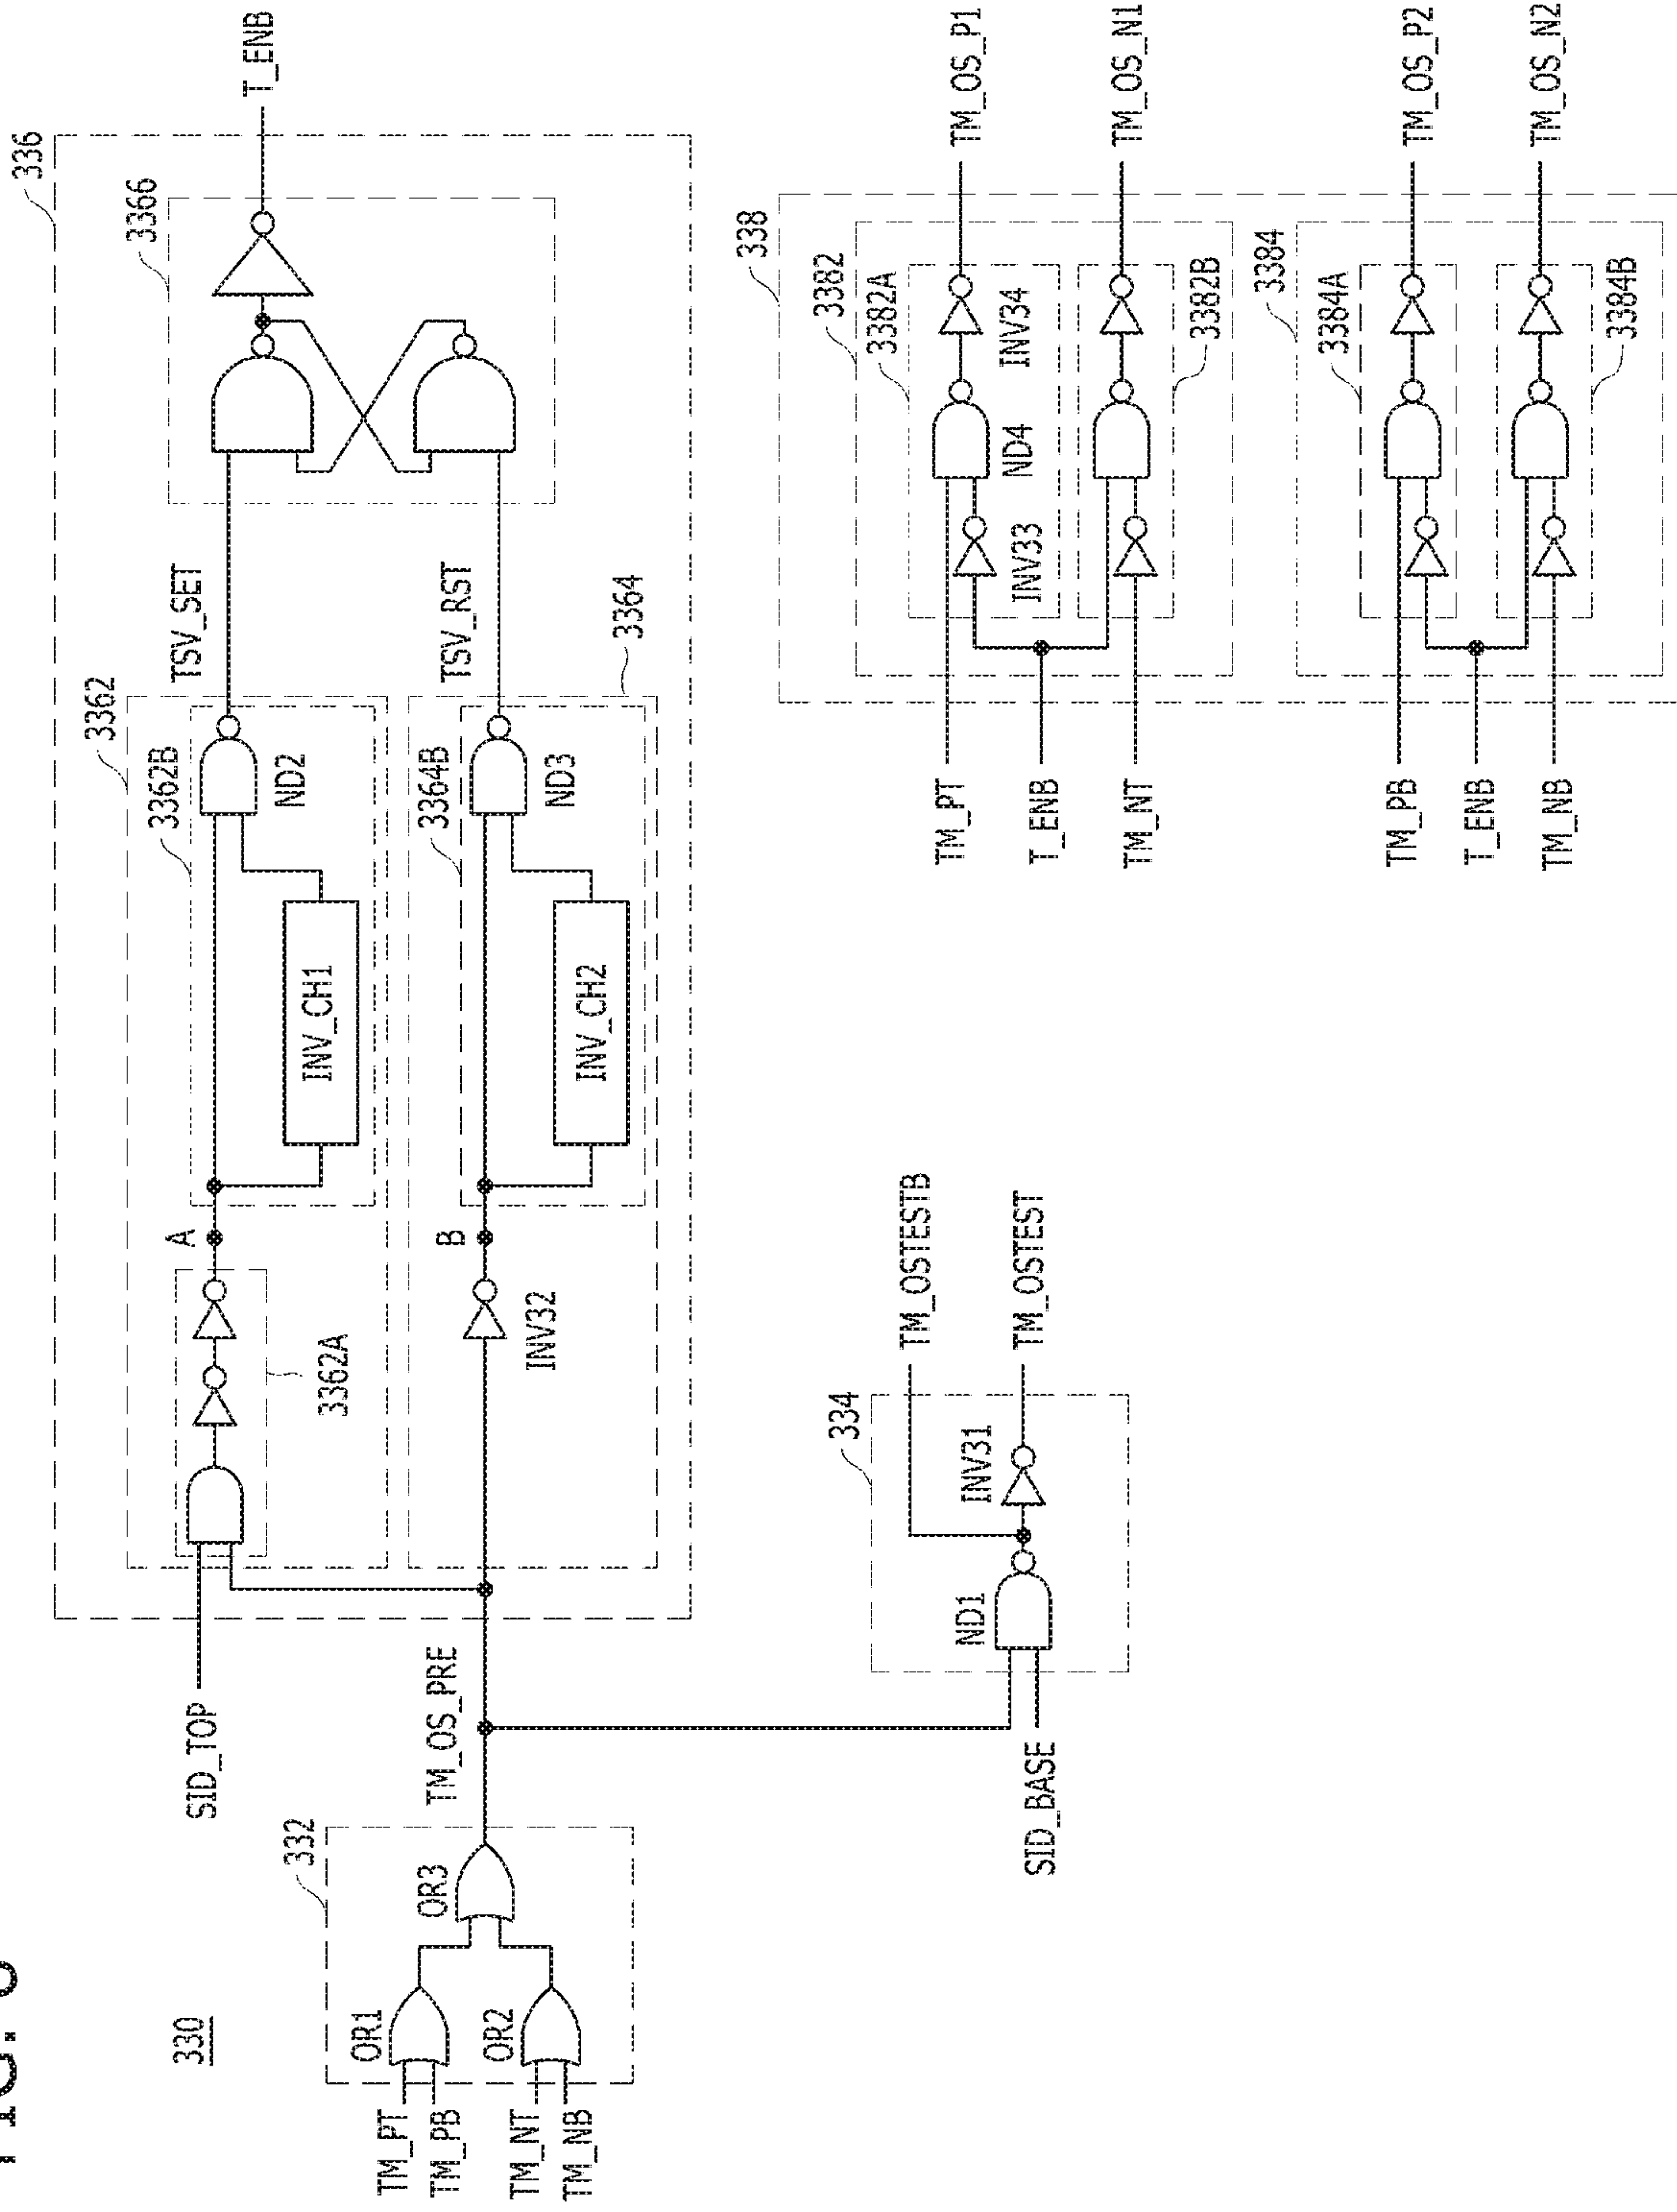 330
332
TM_PT
TM_PB
TM_NT
TM_NB
OR1
OR2
OR3
TM_OS_PRE
SID_TOP
SID_BASE
336
3362
3362A
A
3362B
INV_CH1
ND2
TSV_SET
INV32
B
3364B
INV_CH2
ND3
TSV_RST
3364
3366
T_ENB
334
ND1
INV31
TM_OSTESTB
TM_OSTEST
338
3382
3382A
TM_PT
T_ENB
TM_NT
INV33
ND4
INV34
3382B
TM_OS_P1
TM_OS_N1
3384
3384A
TM_PB
T_ENB
TM_NB
3384B
TM_OS_P2
TM_OS_N2